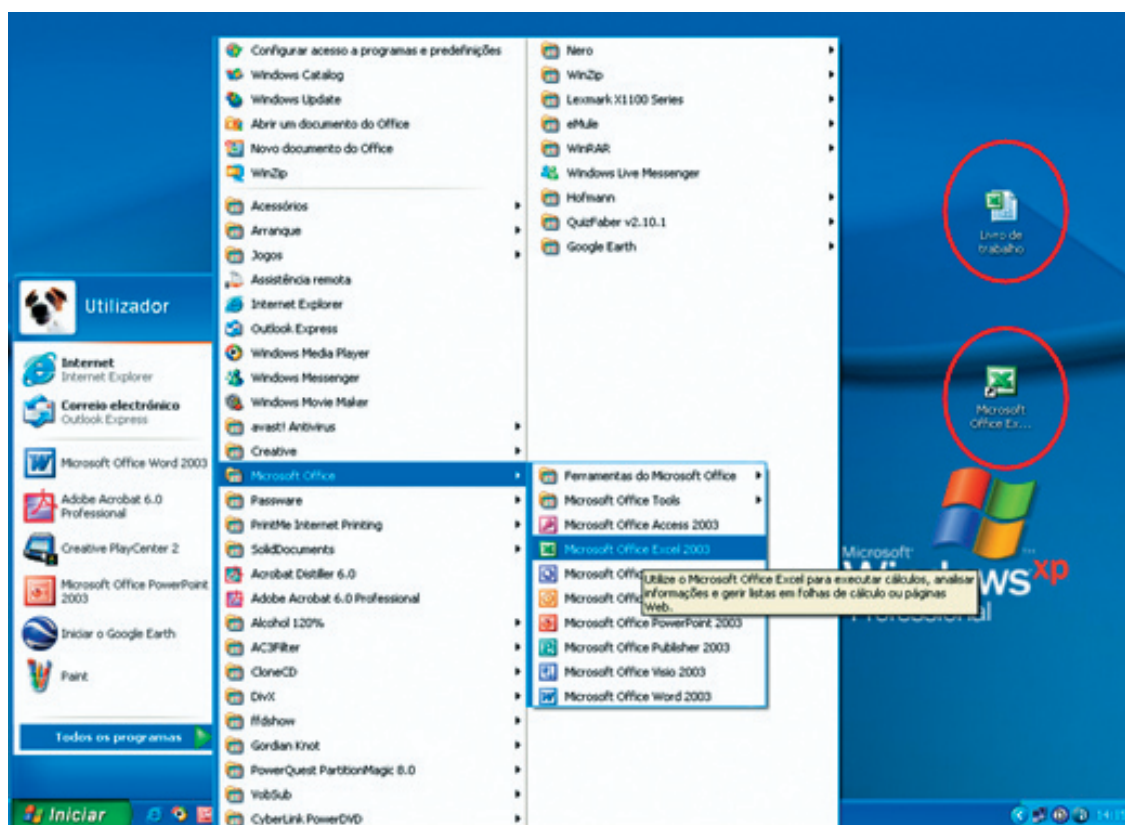 Configurar acesso a programas e predefinições
Windows Catalog
Windows Update
Abrir um documento do Office
Novo documento do Office
WinZip
Acessórios
Arranque
Jogos
Assistência remota
Internet Explorer
Outlook Express
Windows Media Player
Windows Messenger
Windows Movie Maker
avast! Antivirus
Creative
Microsoft Office
Passware
PrintMe Internet Printing
SolidDocuments
Acrobat Distiller 6.0
Adobe Acrobat 6.0 Professional
Alcohol 120%
AC3Filter
CloneCD
DivX
ffdshow
Gordian Knot
PowerQuest PartitionMagic 8.0
VobSub
CyberLink PowerDVD
Nero
WinZip
Lexmark X1100 Series
eMule
WinRAR
Windows Live Messenger
Hofmann
QuizFaber v2.10.1
Google Earth
Utilizador
Internet
Internet Explorer
Correio electrónico
Outlook Express
Microsoft Office Word 2003
Adobe Acrobat 6.0
Professional
Creative PlayCenter 2
Microsoft Office PowerPoint
2003
Iniciar o Google Earth
Paint
Todos os programas
Iniciar
Ferramentas do Microsoft Office
Microsoft Office Tools
Microsoft Office Access 2003
Microsoft Office Excel 2003
Microsoft Offic
Microsoft Offic
Utilize o Microsoft Office Excel para executar cálculos, analisar
informações e gerir listas em folhas de cálculo ou páginas
Web.
Microsoft Office PowerPoint 2003
Microsoft Office Publisher 2003
Microsoft Office Visio 2003
Microsoft Office Word 2003
Livro de
trabalho
Microsoft
Office Ex...
Microsoft
Windows xp
Professional